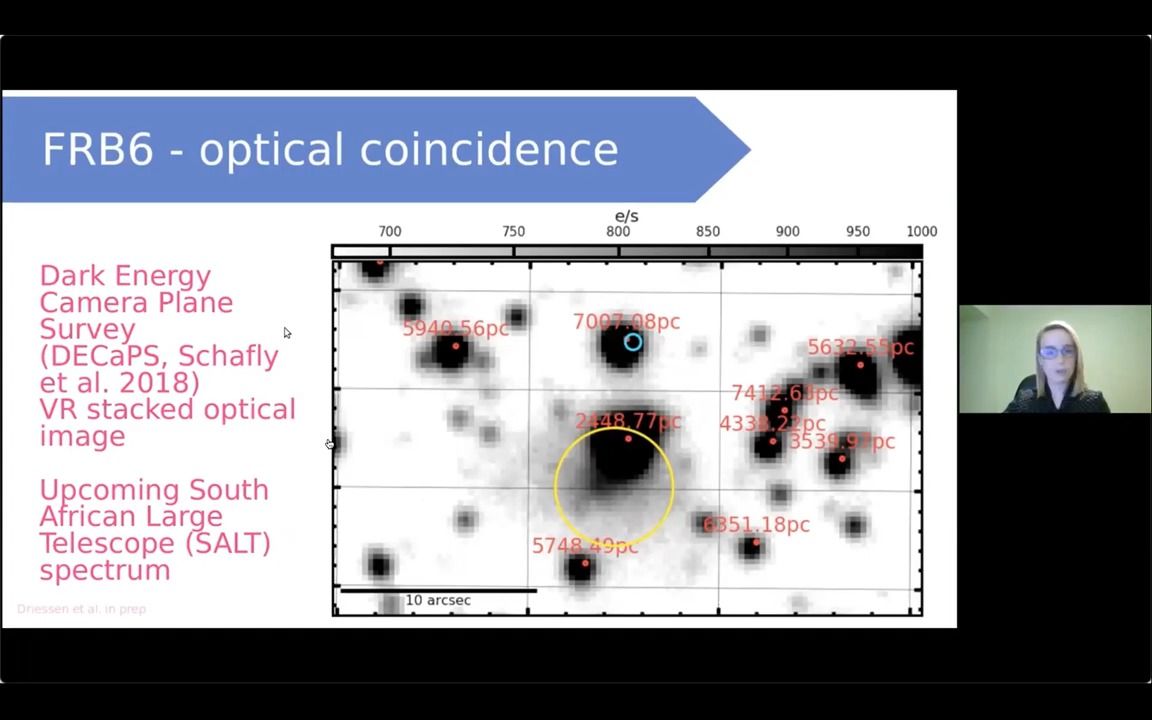 FRB6 - optical coincidence
e/s
700 750 800 850 900 950 1000
Dark Energy
Camera Plane
Survey
(DECaPS, Schafly
et al. 2018)
VR stacked optical
image
Upcoming South
African Large
Telescope (SALT)
spectrum
Driessen et al. in prep
5940.56pc
7007.08pc
5632.55pc
7412.63pc
2448.77pc
4338.22pc
3539.97pc
6351.18pc
5748.49pc
10 arcsec